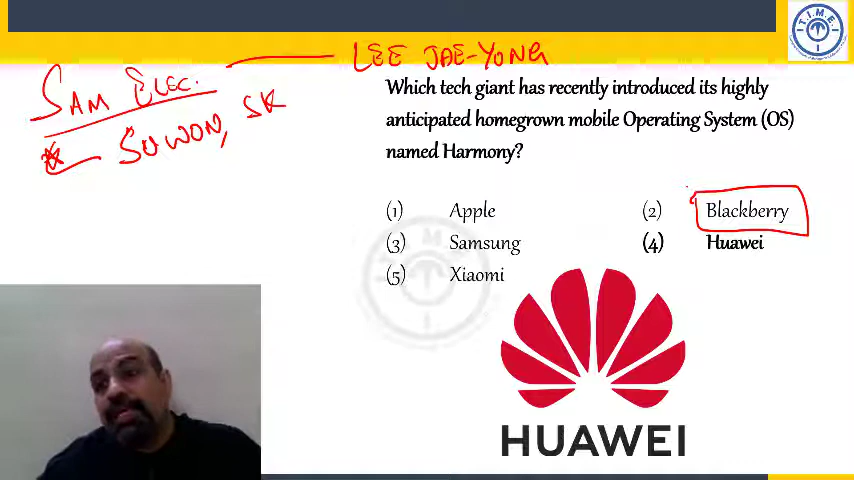 LEE JAE-YONG
SAM ELEC.
SUWON, SK
T.I.M.E.
Which tech giant has recently introduced its highly
anticipated homegrown mobile Operating System (OS)
named Harmony?
(1) Apple (2) Blackberry
(3) Samsung (4) Huawei
(5) Xiaomi
HUAWEI